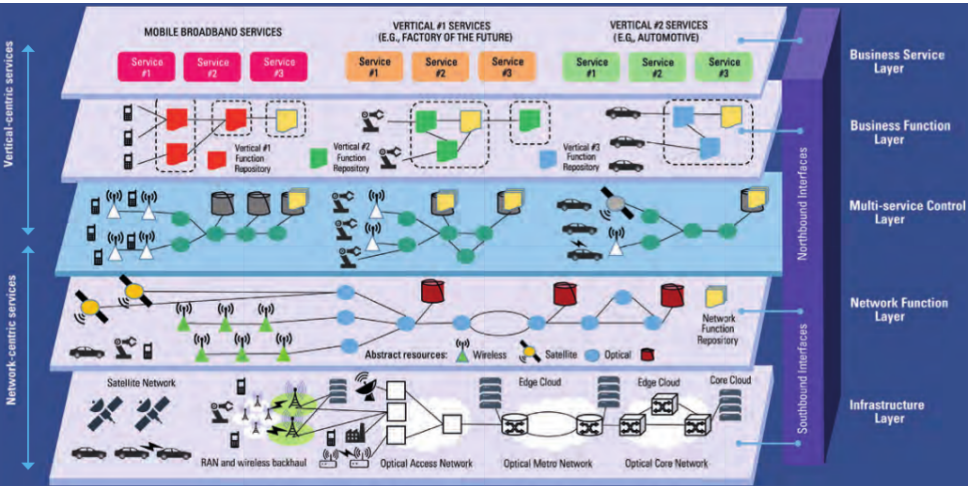 MOBILE BROADBAND SERVICES
VERTICAL #1 SERVICES
(E.G., FACTORY OF THE FUTURE)
VERTICAL #2 SERVICES
(E.G., AUTOMOTIVE)
Service
#1
Service
#2
Service
#3
Service
#1
Service
#2
Service
#3
Service
#1
Service
#2
Service
#3
Business Service
Layer
Vertical-centric services
Vertical #1
Function
Repository
Vertical #2
Function
Repository
Vertical #3
Function
Repository
Business Function
Layer
Northbound Interfaces
Multi-service Control
Layer
Network-centric services
Network
Function
Repository
Abstract resources:
Wireless
Satellite
Optical
Network Function
Layer
Southbound Interfaces
Satellite Network
Edge Cloud
Edge Cloud
Core Cloud
RAN and wireless backhaul
Optical Access Network
Optical Metro Network
Optical Core Network
Infrastructure
Layer